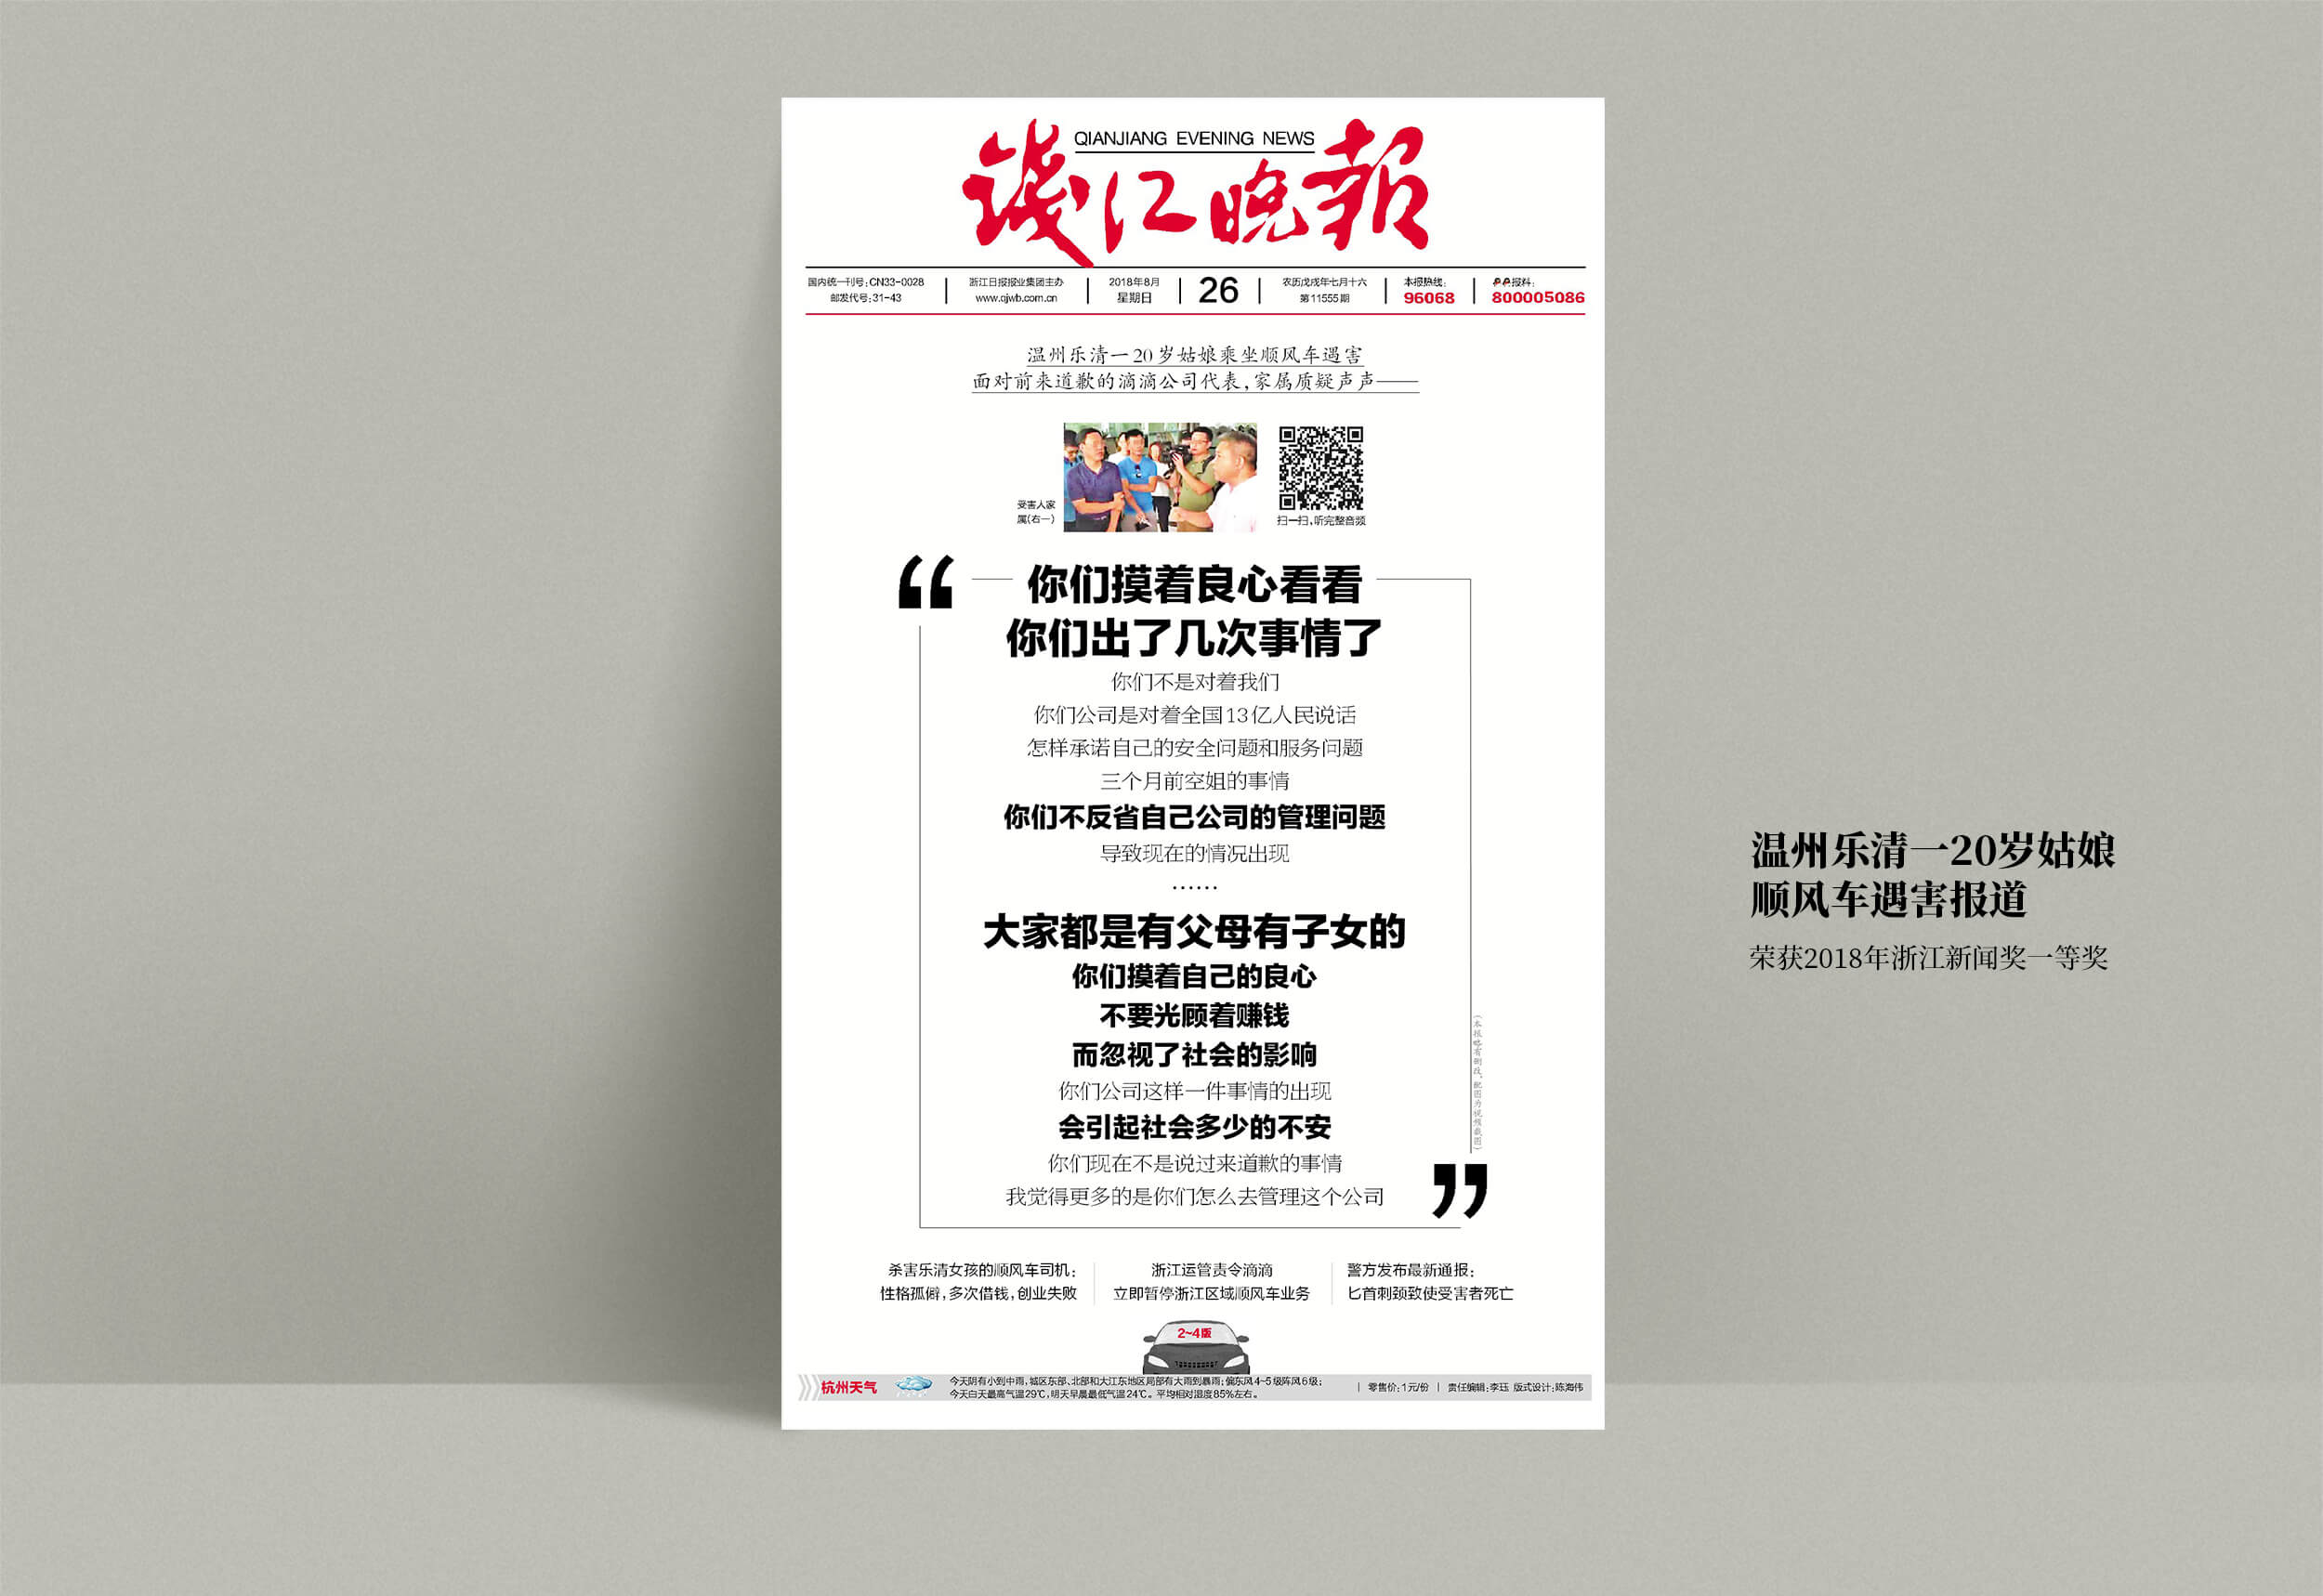 QIANJIANG EVENING NEWS
錢江晚報
国内统一刊号:CN33-0028
邮发代号:31-43
浙江日报报业集团主办
www.qjwb.com.cn
2018年8月
星期日
26
农历戊戌年七月十六
第11555期
本报热线:
96068
QQ报料:
800005086
温州乐清一20岁姑娘乘坐顺风车遇害
面对前来道歉的滴滴公司代表,家属质疑声声——
受害人家
属(右一)
扫一扫,听完整音频
“
你们摸着良心看看
你们出了几次事情了
你们不是对着我们
你们公司是对着全国13亿人民说话
怎样承诺自己的安全问题和服务问题
三个月前空姐的事情
你们不反省自己公司的管理问题
导致现在的情况出现
······
大家都是有父母有子女的
你们摸着自己的良心
不要光顾着赚钱
而忽视了社会的影响
你们公司这样一件事情的出现
会引起社会多少的不安
你们现在不是说过来道歉的事情
我觉得更多的是你们怎么去管理这个公司
”
(本报略有删改,配图为视频截图)
杀害乐清女孩的顺风车司机:
性格孤僻,多次借钱,创业失败
浙江运管责令滴滴
立即暂停浙江区域顺风车业务
警方发布最新通报:
匕首刺颈致使受害者死亡
2~4版
杭州天气
今天阴有小到中雨,城区东部、北部和大江东地区局部有大雨到暴雨;偏东风4~5级阵风6级;
今天白天最高气温29℃,明天早晨最低气温24℃。平均相对湿度85%左右。
| 零售价:1元/份 | 责任编辑:李珏 版式设计:陈海伟
温州乐清一20岁姑娘
顺风车遇害报道
荣获2018年浙江新闻奖一等奖